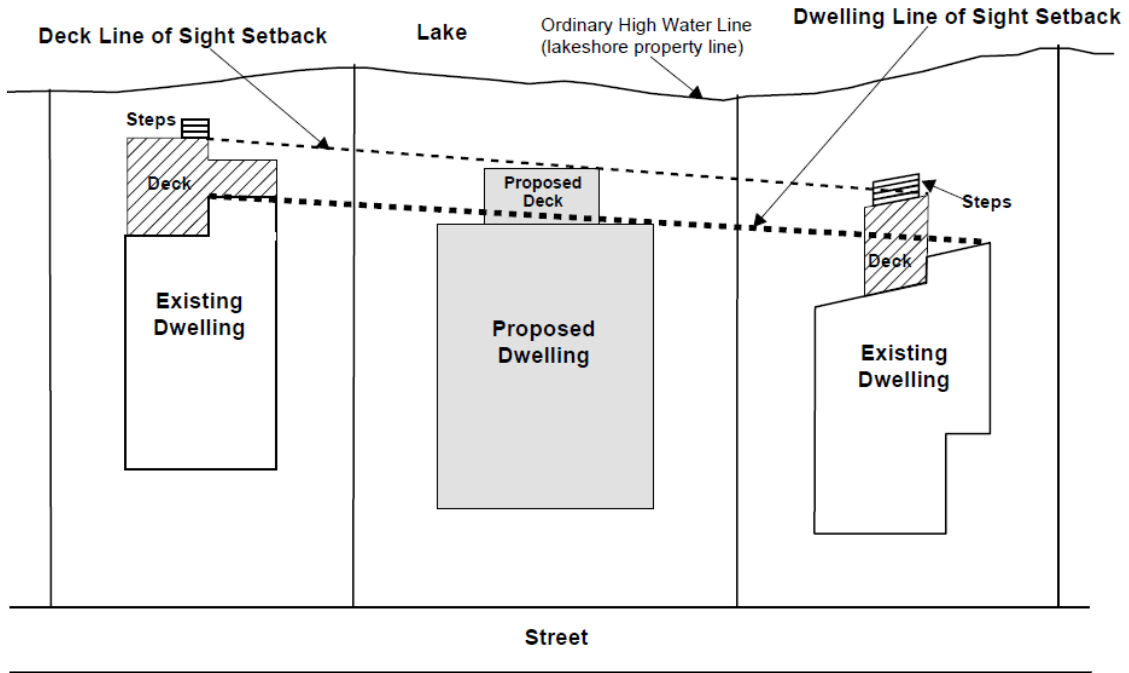 Deck Line of Sight Setback
Lake
Ordinary High Water Line
(lakeshore property line)
Dwelling Line of Sight Setback
Steps
Deck
Proposed
Deck
Steps
Deck
Existing
Dwelling
Proposed
Dwelling
Existing
Dwelling
Street